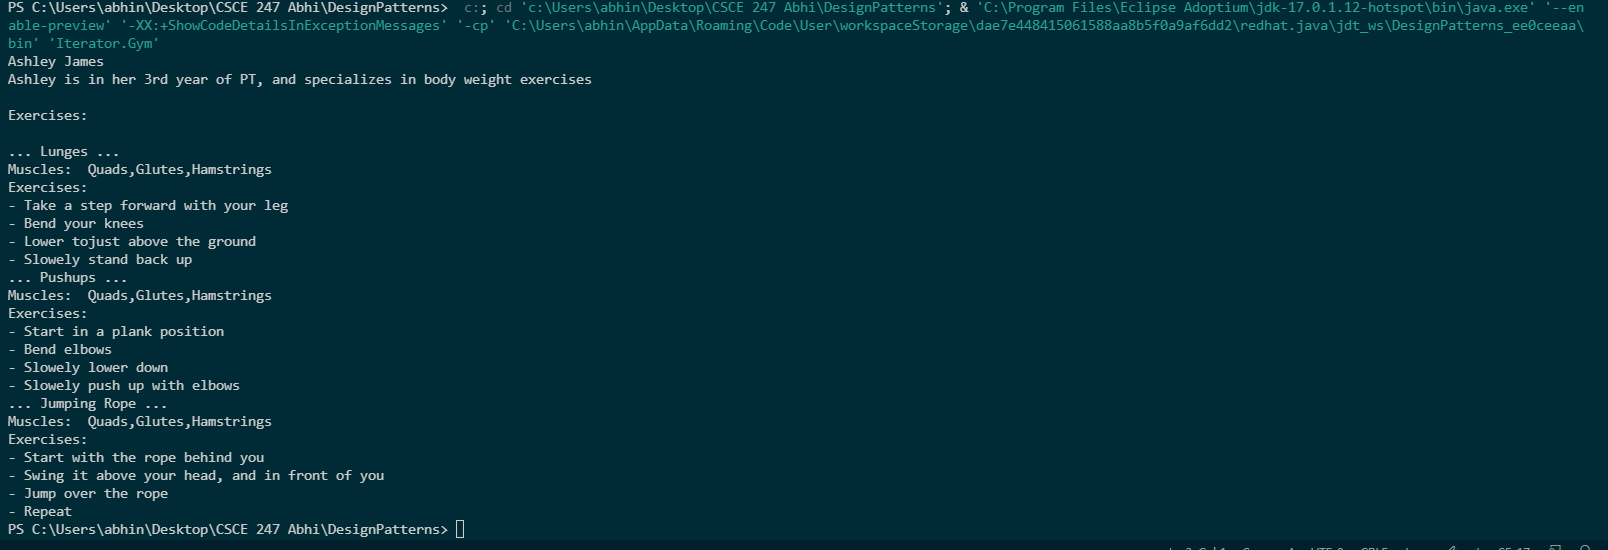 PS C:\Users\abhin\Desktop\CSCE 247 Abhi\DesignPatterns>  c:; cd 'c:\Users\abhin\Desktop\CSCE 247 Abhi\DesignPatterns'; & 'C:\Program Files\Eclipse Adoptium\jdk-17.0.1.12-hotspot\bin\java.exe' '--en
able-preview' '-XX:+ShowCodeDetailsInExceptionMessages' '-cp' 'C:\Users\abhin\AppData\Roaming\Code\User\workspaceStorage\dae7e448415061588aa8b5f0a9af6dd2\redhat.java\jdt_ws\DesignPatterns_ee0ceeaa\
bin' 'Iterator.Gym'
Ashley James
Ashley is in her 3rd year of PT, and specializes in body weight exercises
Exercises:
... Lunges ...
Muscles:  Quads,Glutes,Hamstrings
Exercises:
- Take a step forward with your leg
- Bend your knees
- Lower tojust above the ground
- Slowely stand back up
... Pushups ...
Muscles:  Quads,Glutes,Hamstrings
Exercises:
- Start in a plank position
- Bend elbows
- Slowely lower down
- Slowely push up with elbows
... Jumping Rope ...
Muscles:  Quads,Glutes,Hamstrings
Exercises:
- Start with the rope behind you
- Swing it above your head, and in front of you
- Jump over the rope
- Repeat
PS C:\Users\abhin\Desktop\CSCE 247 Abhi\DesignPatterns>